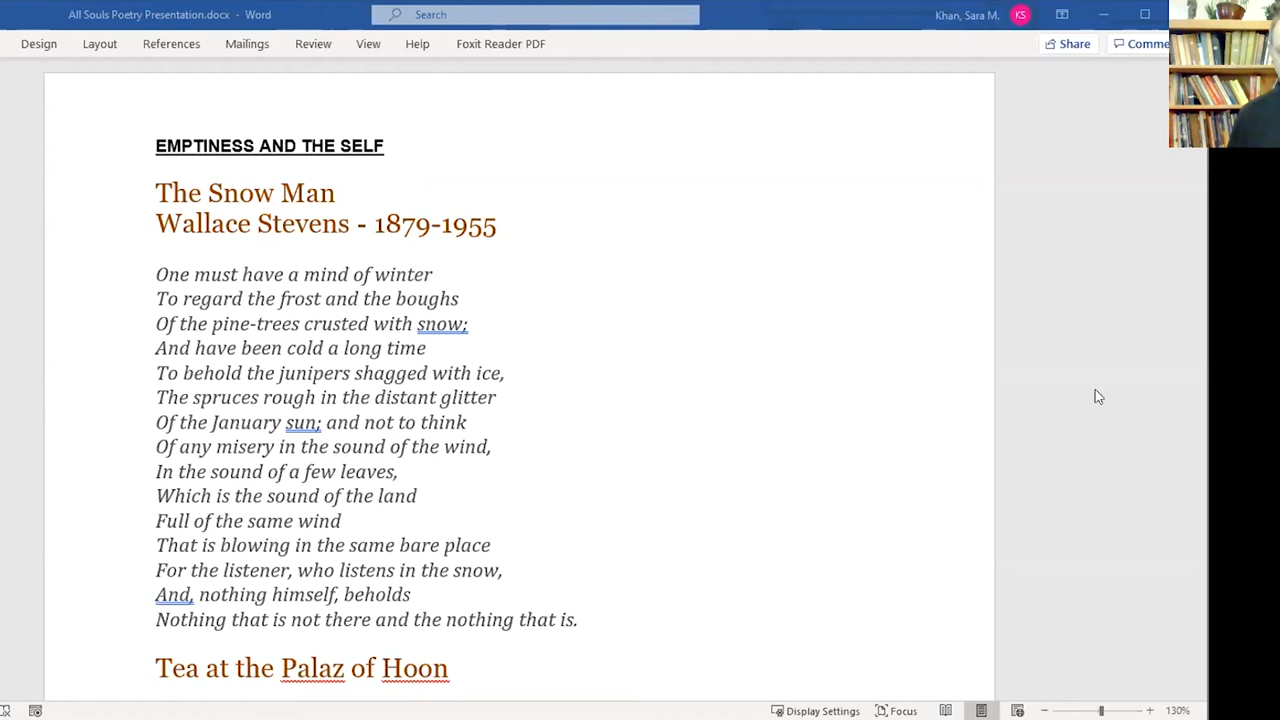 All Souls Poetry Presentation.docx - Word
Search
Khan, Sara M.
KS
Design Layout References Mailings Review View Help Foxit Reader PDF
Share Comme
EMPTINESS AND THE SELF
The Snow Man
Wallace Stevens - 1879-1955
One must have a mind of winter
To regard the frost and the boughs
Of the pine-trees crusted with snow;
And have been cold a long time
To behold the junipers shagged with ice,
The spruces rough in the distant glitter
Of the January sun; and not to think
Of any misery in the sound of the wind,
In the sound of a few leaves,
Which is the sound of the land
Full of the same wind
That is blowing in the same bare place
For the listener, who listens in the snow,
And, nothing himself, beholds
Nothing that is not there and the nothing that is.
Tea at the Palaz of Hoon
Display Settings Focus 130%